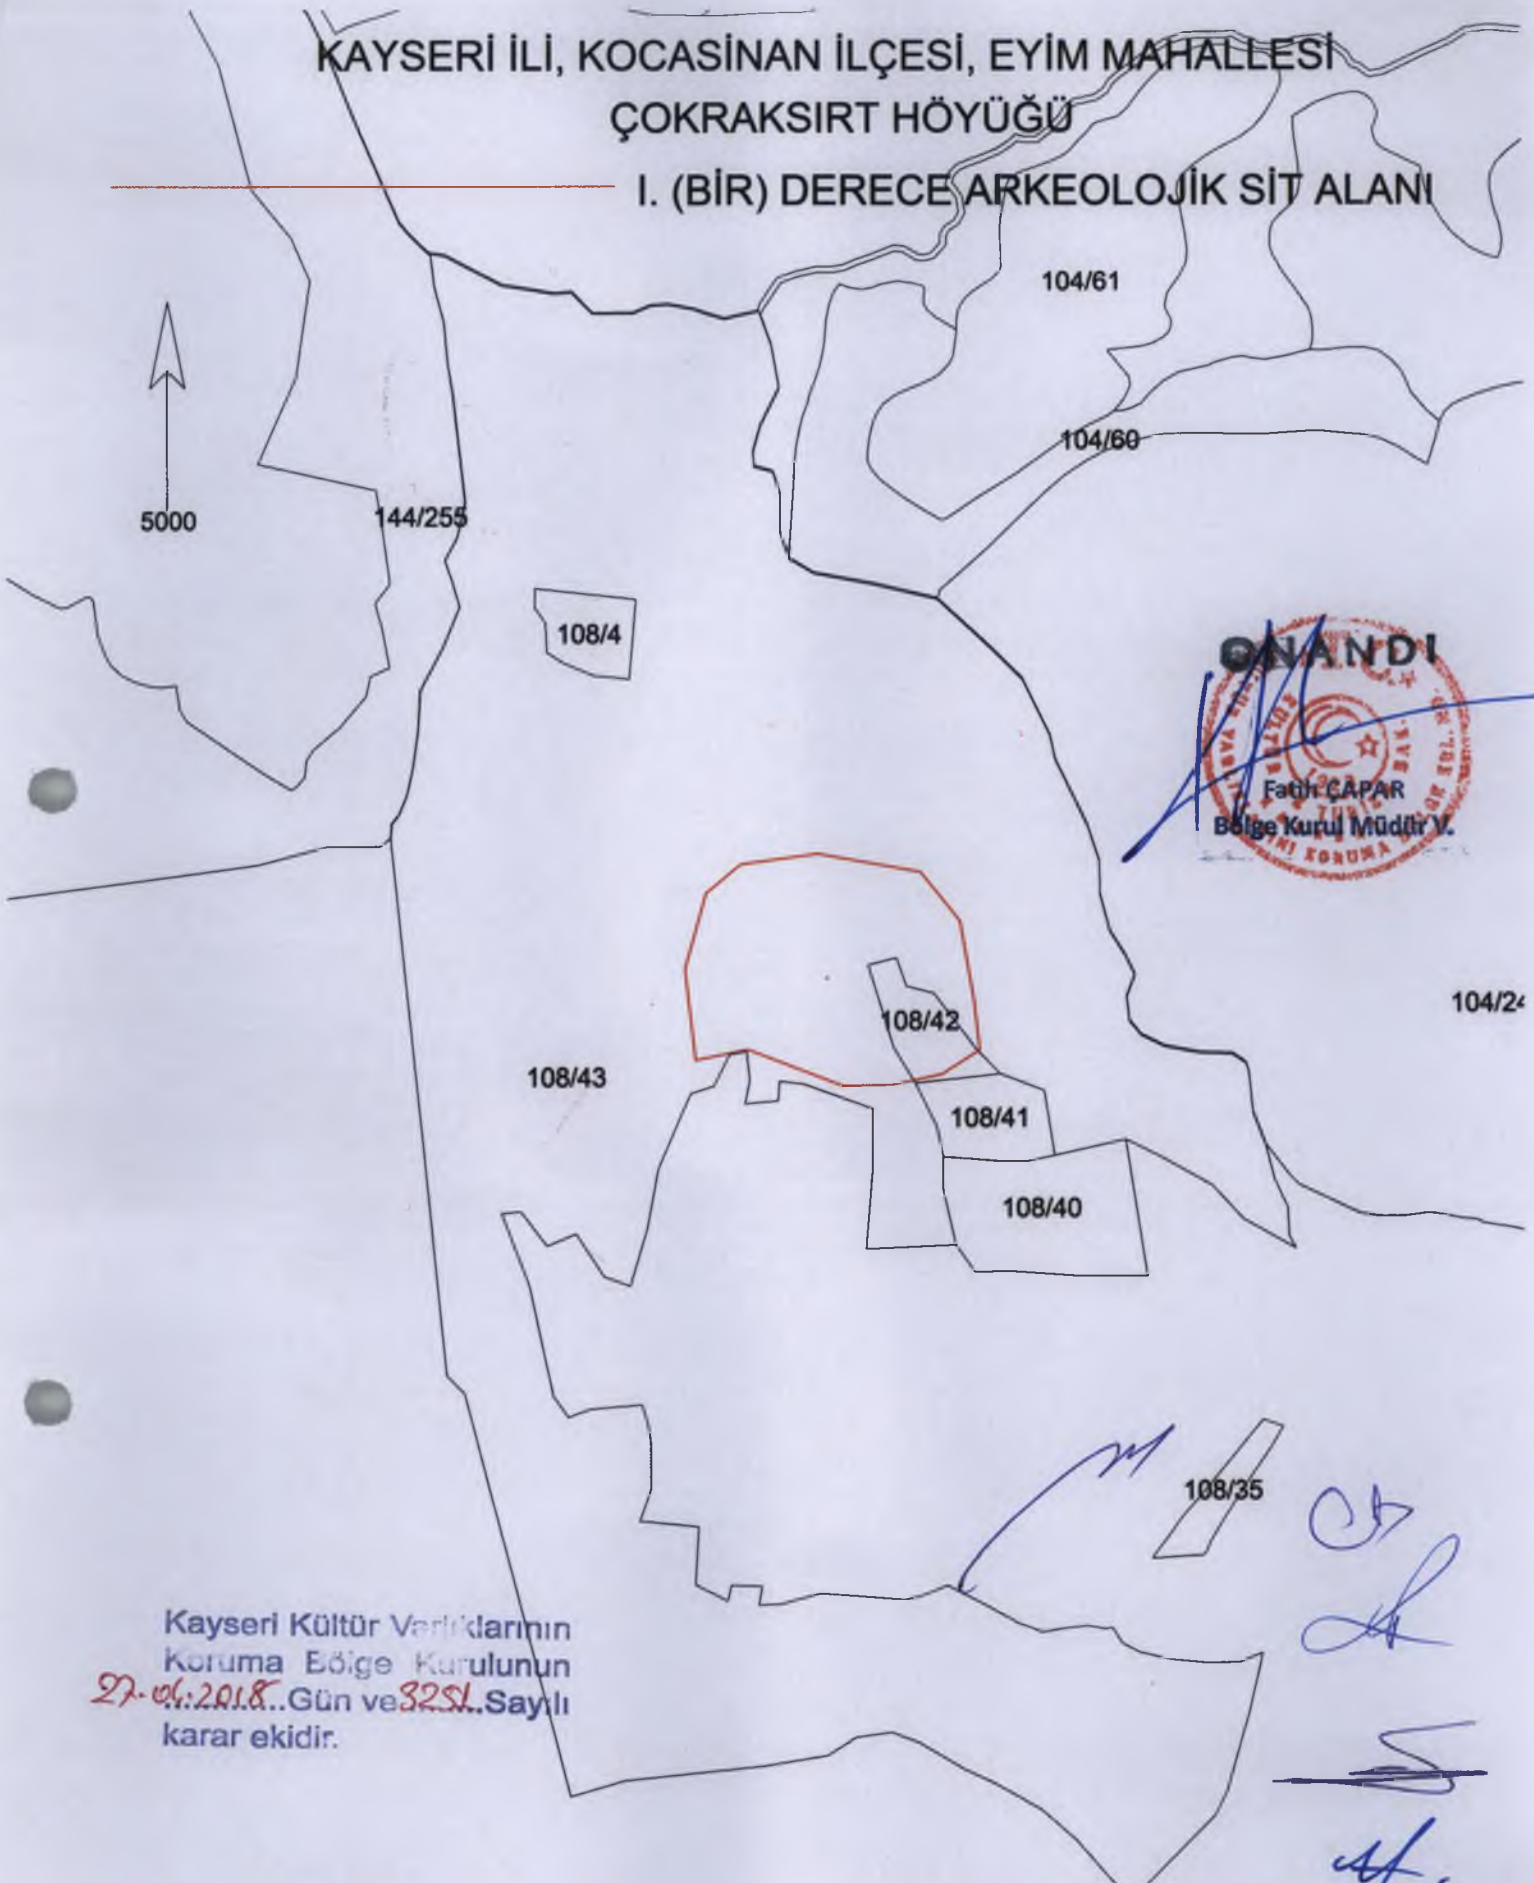 KAYSERİ İLİ, KOCASİNAN İLÇESİ, EYİM MAHALLESİ
ÇOKRAKSIRT HÖYÜĞÜ
I. (BİR) DERECE ARKEOLOJİK SİT ALANI
104/61
104/60
5000
144/255
108/4
ONANDI
Fatih ÇAPAR
Bölge Kurul Müdür V.
104/24
108/42
108/43
108/41
108/40
108/35
Kayseri Kültür Varlıklarının
Koruma Bölge Kurulunun
27.04.2018 Gün ve Sayılı
karar ekidir.